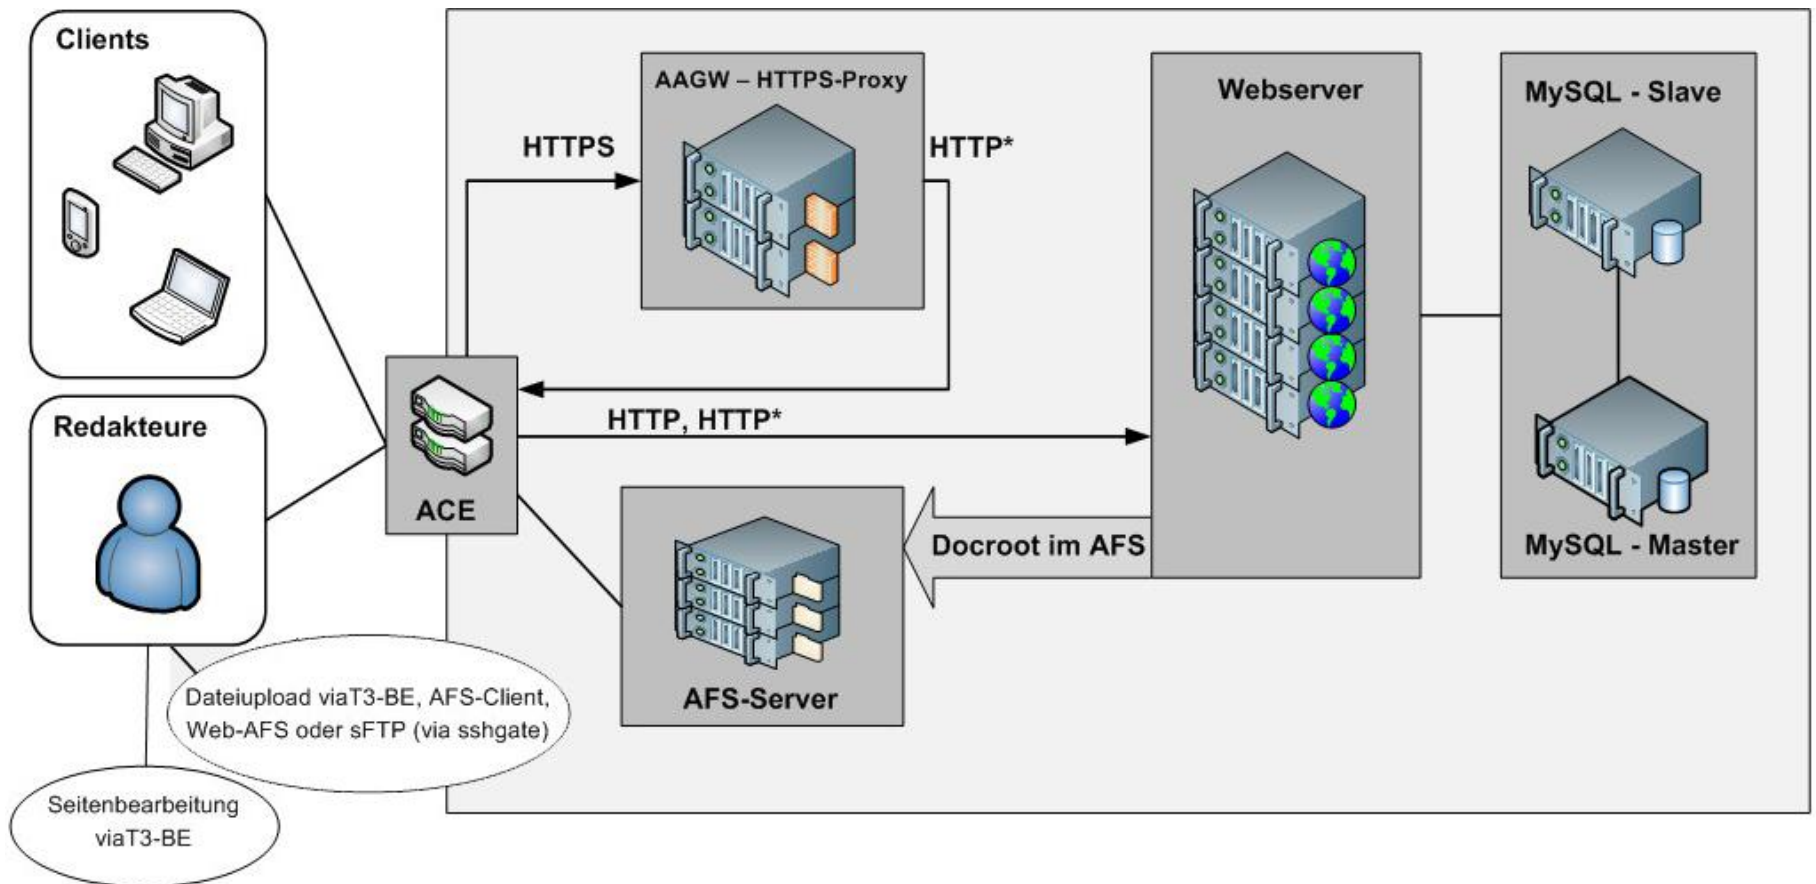 Clients
AAGW – HTTPS-Proxy
Webserver
MySQL - Slave
HTTPS
HTTP*
Redakteure
HTTP, HTTP*
ACE
Docroot im AFS
MySQL - Master
AFS-Server
Dateiupload viaT3-BE, AFS-Client,
Web-AFS oder sFTP (via sshgate)
Seitenbearbeitung
viaT3-BE